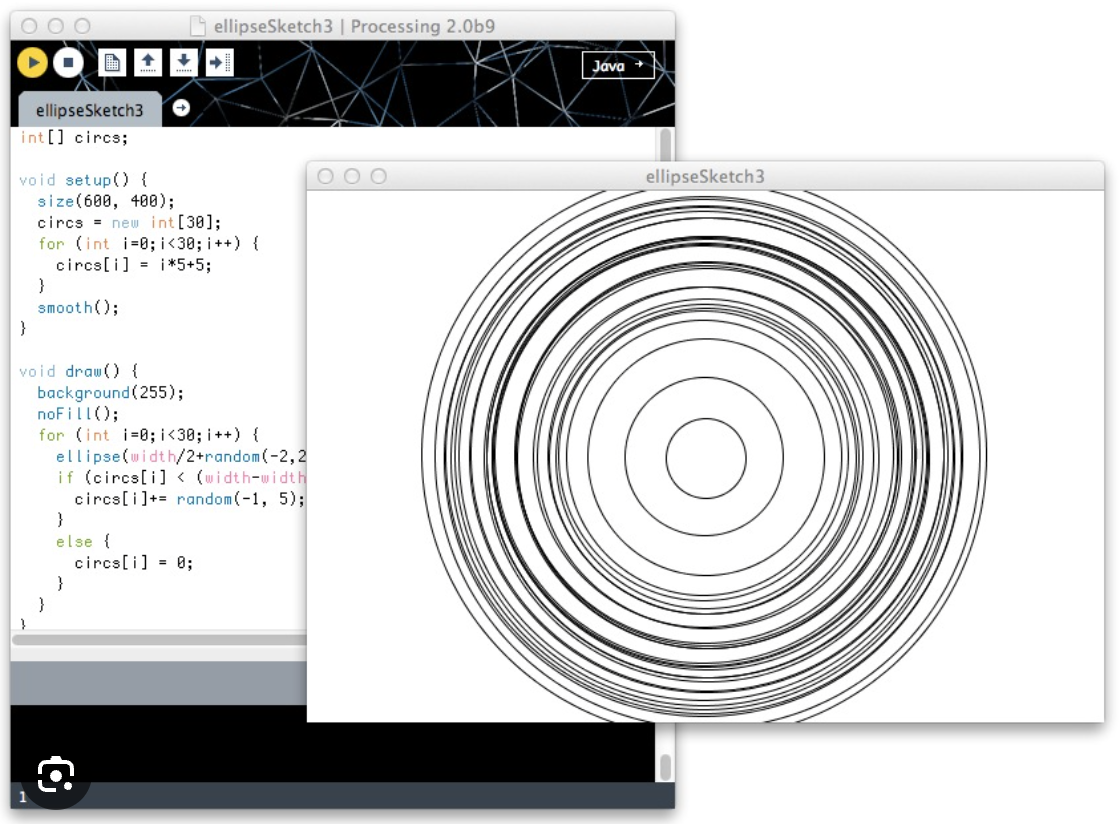 ellipseSketch3 | Processing 2.0b9
Java
ellipseSketch3
int[] circs;
void setup() {
size(600, 400);
circs = new int[30];
for (int i=0;i<30;i++) {
circs[i] = i*5+5;
}
smooth();
}
void draw() {
background(255);
noFill();
for (int i=0;i<30;i++) {
ellipse(width/2+random(-2,2
if (circs[i] < (width-width
circs[i]+= random(-1, 5);
}
else {
circs[i] = 0;
}
}
}
1
ellipseSketch3